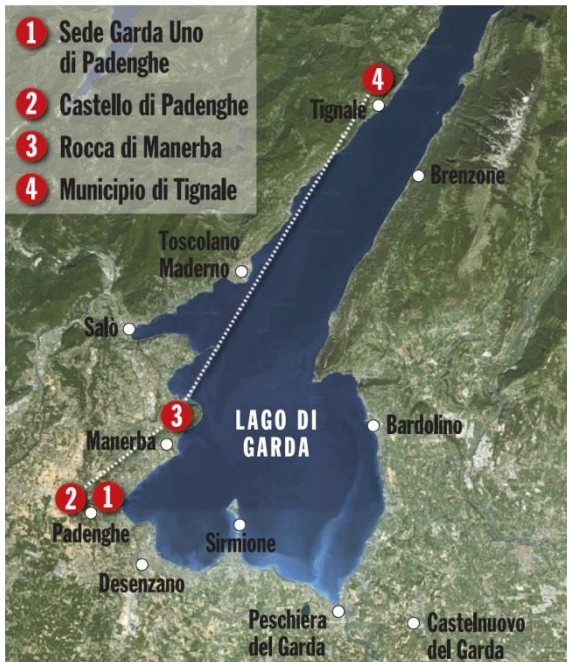 1 Sede Garda Uno
di Padenghe
2 Castello di Padenghe
3 Rocca di Manerba
4 Municipio di Tignale
4
Tignale
Brenzone
Toscolano
Maderno
Salò
3
LAGO DI
GARDA
Bardolino
Manerba
2 1
Padenghe
Sirmione
Desenzano
Peschiera
del Garda
Castelnuovo
del Garda